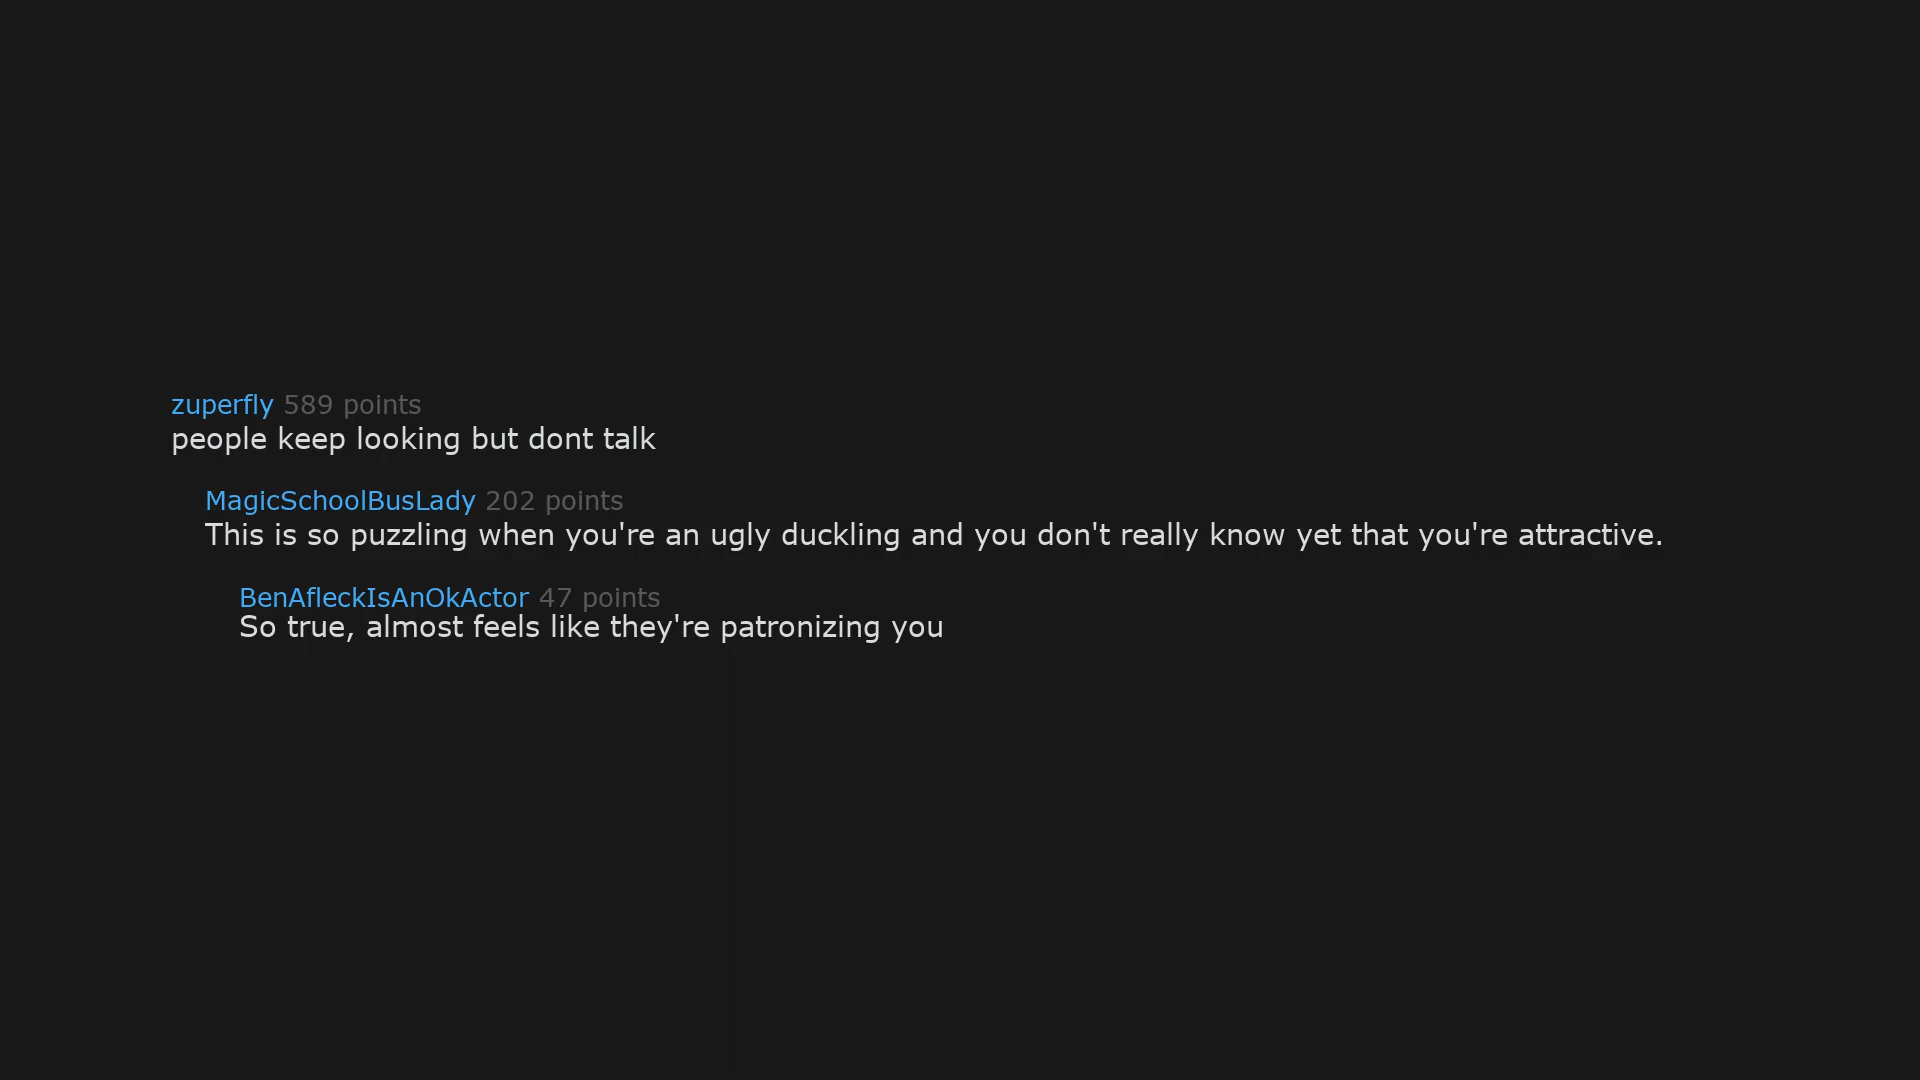 zuperfly 589 points
people keep looking but dont talk
MagicSchoolBusLady 202 points
This is so puzzling when you're an ugly duckling and you don't really know yet that you're attractive.
BenAfleckIsAnOkActor 47 points
So true, almost feels like they're patronizing you